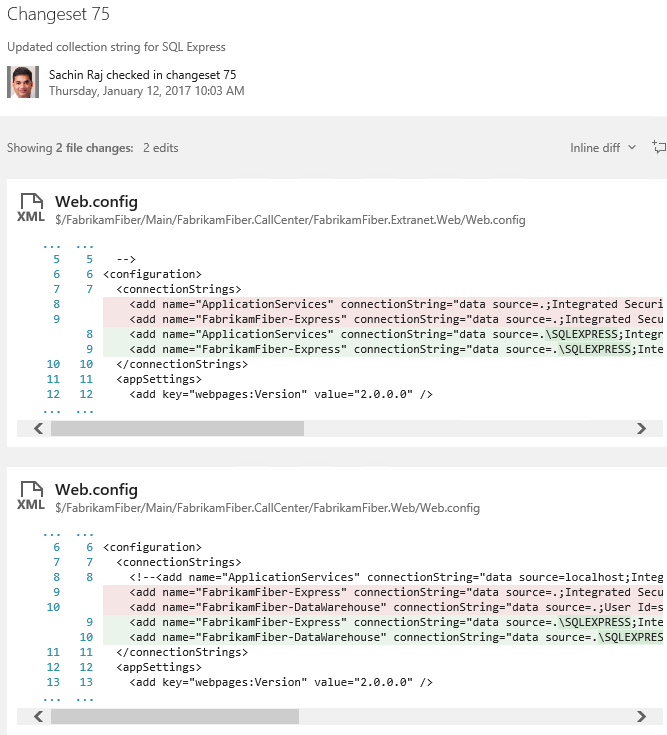 Changeset 75
Updated collection string for SQL Express
Sachin Raj checked in changeset 75
Thursday, January 12, 2017 10:03 AM
Showing 2 file changes: 2 edits
Inline diff
XML
Web.config
$/FabrikamFiber/Main/FabrikamFiber.CallCenter/FabrikamFiber.Extranet.Web/Web.config
... ...
5 5 -->
6 6 <configuration>
7 7 <connectionStrings>
8 <add name="ApplicationServices" connectionString="data source=.;Integrated Securi
9 <add name="FabrikamFiber-Express" connectionString="data source=.;Integrated Secu
8 <add name="ApplicationServices" connectionString="data source=.\SQLEXPRESS;Integr
9 <add name="FabrikamFiber-Express" connectionString="data source=.\SQLEXPRESS;Inte
10 10 </connectionStrings>
11 11 <appSettings>
12 12 <add key="webpages:Version" value="2.0.0.0" />
... ...
XML
Web.config
$/FabrikamFiber/Main/FabrikamFiber.CallCenter/FabrikamFiber.Web/Web.config
... ...
6 6 <configuration>
7 7 <connectionStrings>
8 8 <!--<add name="ApplicationServices" connectionString="data source=localhost;Integ
9 <add name="FabrikamFiber-Express" connectionString="data source=.;Integrated Secu
10 <add name="FabrikamFiber-DataWarehouse" connectionString="data source=.;User Id=s
9 <add name="FabrikamFiber-Express" connectionString="data source=.\SQLEXPRESS;Inte
10 <add name="FabrikamFiber-DataWarehouse" connectionString="data source=.\SQLEXPRES
11 11 </connectionStrings>
12 12 <appSettings>
13 13 <add key="webpages:Version" value="2.0.0.0" />
... ...